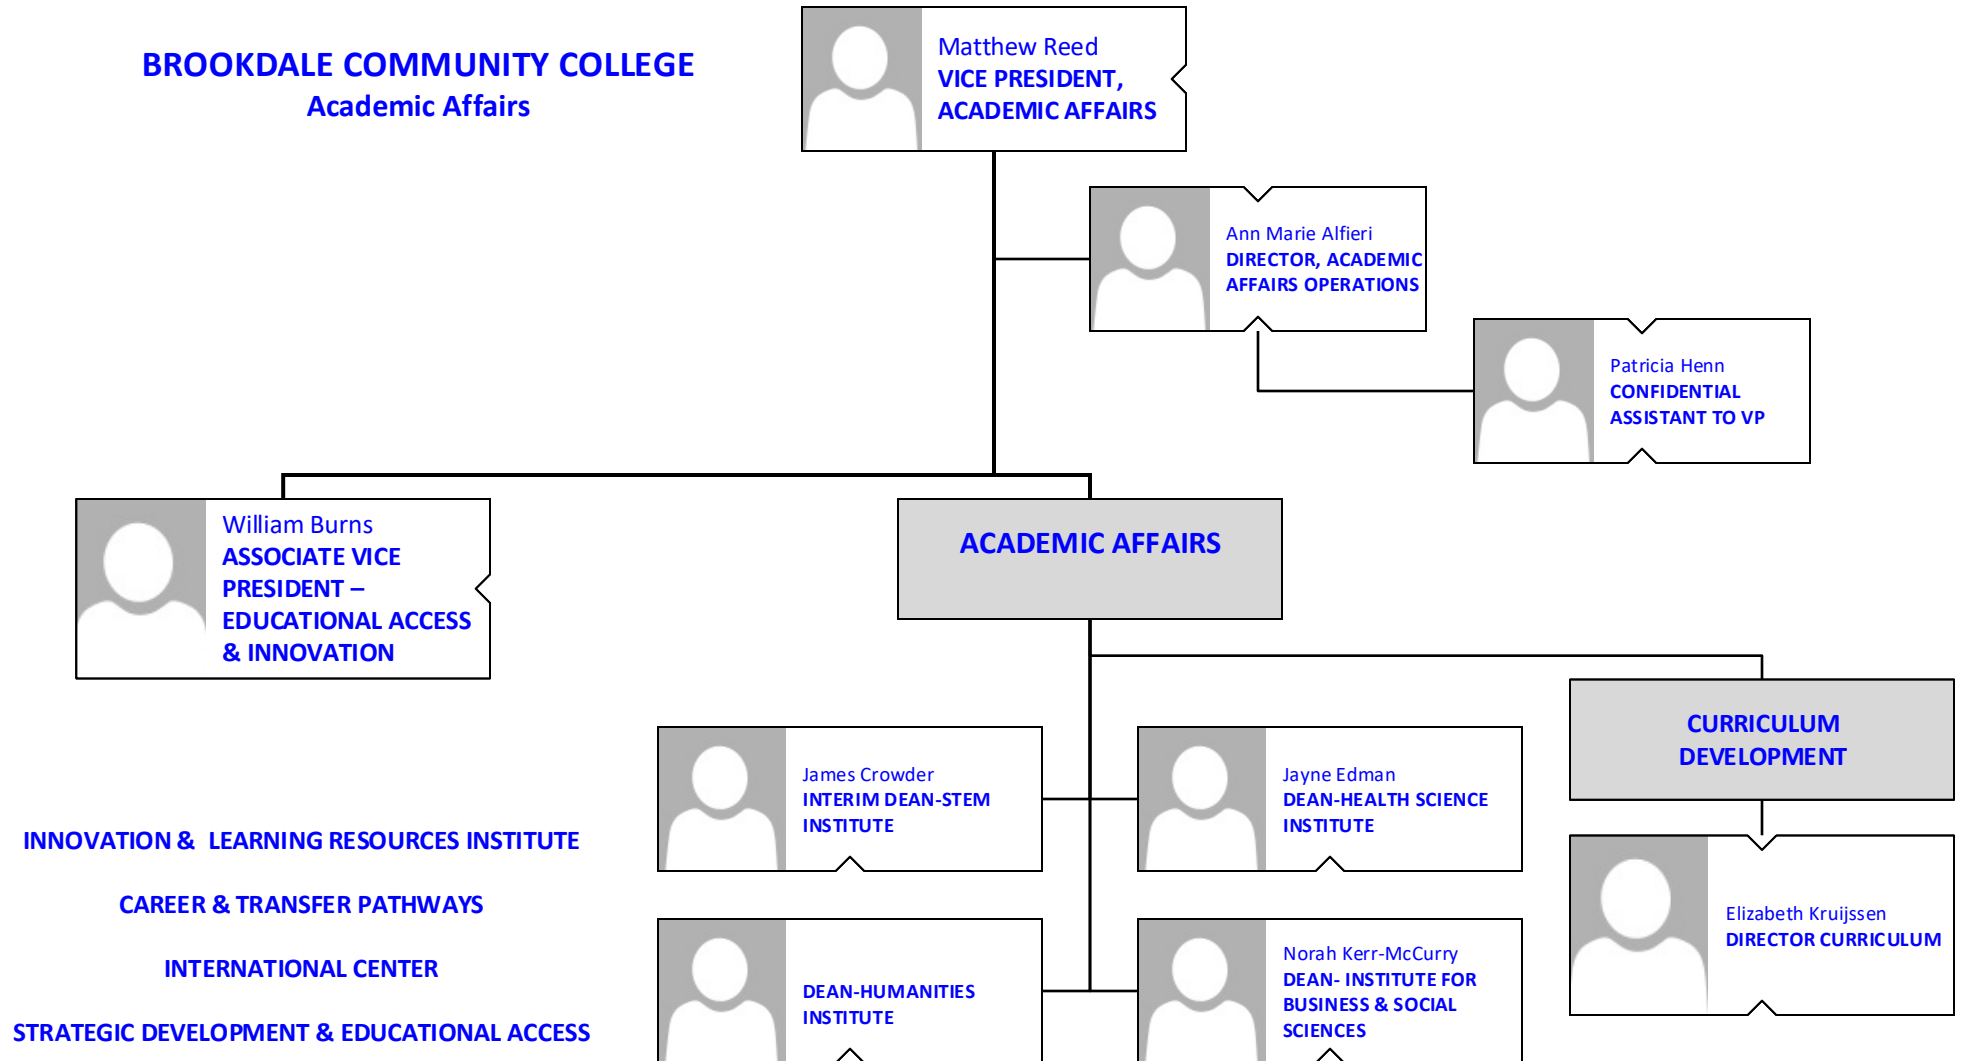 BROOKDALE COMMUNITY COLLEGE
Academic Affairs
Matthew Reed
VICE PRESIDENT,
ACADEMIC AFFAIRS
Ann Marie Alfieri
DIRECTOR, ACADEMIC
AFFAIRS OPERATIONS
Patricia Henn
CONFIDENTIAL
ASSISTANT TO VP
William Burns
ASSOCIATE VICE
PRESIDENT –
EDUCATIONAL ACCESS
& INNOVATION
ACADEMIC AFFAIRS
CURRICULUM
DEVELOPMENT
James Crowder
INTERIM DEAN-STEM
INSTITUTE
Jayne Edman
DEAN-HEALTH SCIENCE
INSTITUTE
INNOVATION & LEARNING RESOURCES INSTITUTE
CAREER & TRANSFER PATHWAYS
INTERNATIONAL CENTER
STRATEGIC DEVELOPMENT & EDUCATIONAL ACCESS
DEAN-HUMANITIES
INSTITUTE
Norah Kerr-McCurry
DEAN- INSTITUTE FOR
BUSINESS & SOCIAL
SCIENCES
Elizabeth Kruijssen
DIRECTOR CURRICULUM